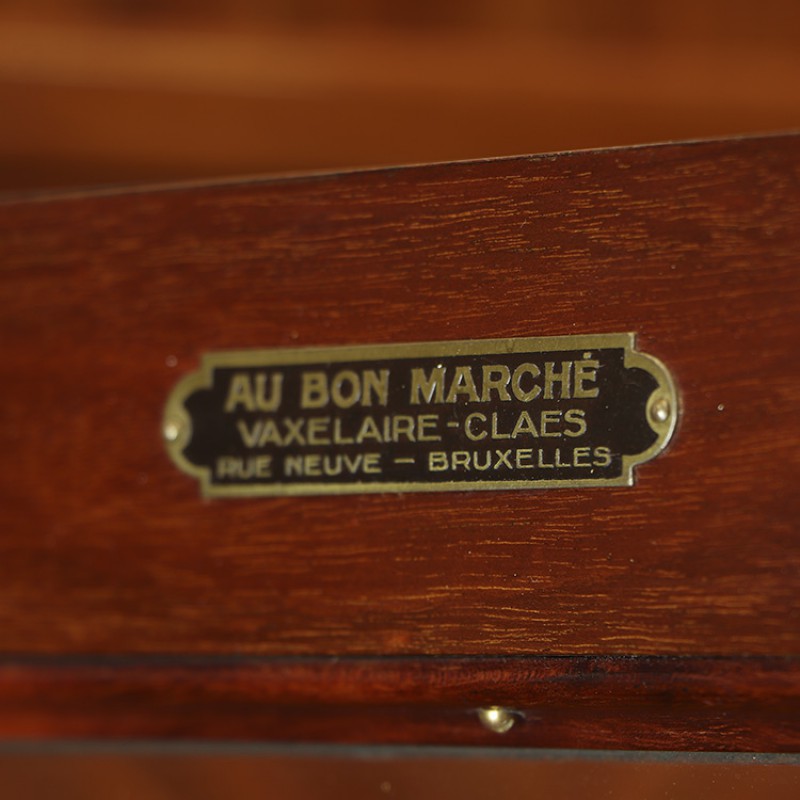 AU BON MARCHÉ
VAXELAIRE-CLAES
RUE NEUVE – BRUXELLES